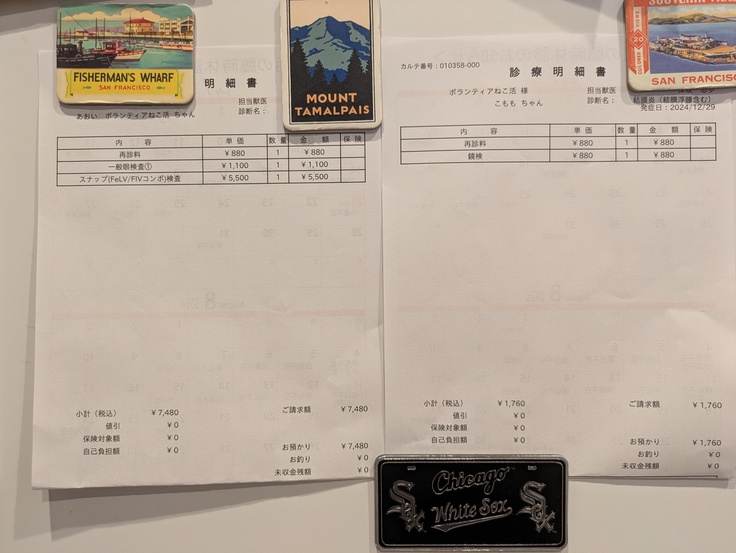 FISHERMAN'S WHARF
SAN FRANCISCO
MOUNT
TAMALPAIS
SAN FRANCISC
明細書
担当獣医
診断名：
あおい ボランティアねこ活 ちゃん
内容 単価 数量 金額 保険
再診料 ￥880 1 ￥880
一般眼検査① ￥1,100 1 ￥1,100
スナップ(FeLV/FIVコンボ)検査 ￥5,500 1 ￥5,500
小計（税込） ￥7,480
値引 ￥0
保険対象額 ￥0
自己負担額 ￥0
ご請求額 ￥7,480
お預かり ￥7,480
お釣り ￥0
未収金残額 ￥0
カルテ番号：010358-000
診療明細書
ボランティアねこ活 様
こもも ちゃん
担当獣医
診断名：
結膜炎（結膜浮腫含む）
発症日：2024/12/29
内容 単価 数量 金額 保険
再診料 ￥880 1 ￥880
鏡検 ￥880 1 ￥880
小計（税込） ￥1,760
値引 ￥0
保険対象額 ￥0
自己負担額 ￥0
ご請求額 ￥1,760
お預かり ￥1,760
お釣り ￥0
未収金残額 ￥0
Chicago
White Sox
Sox
Sox